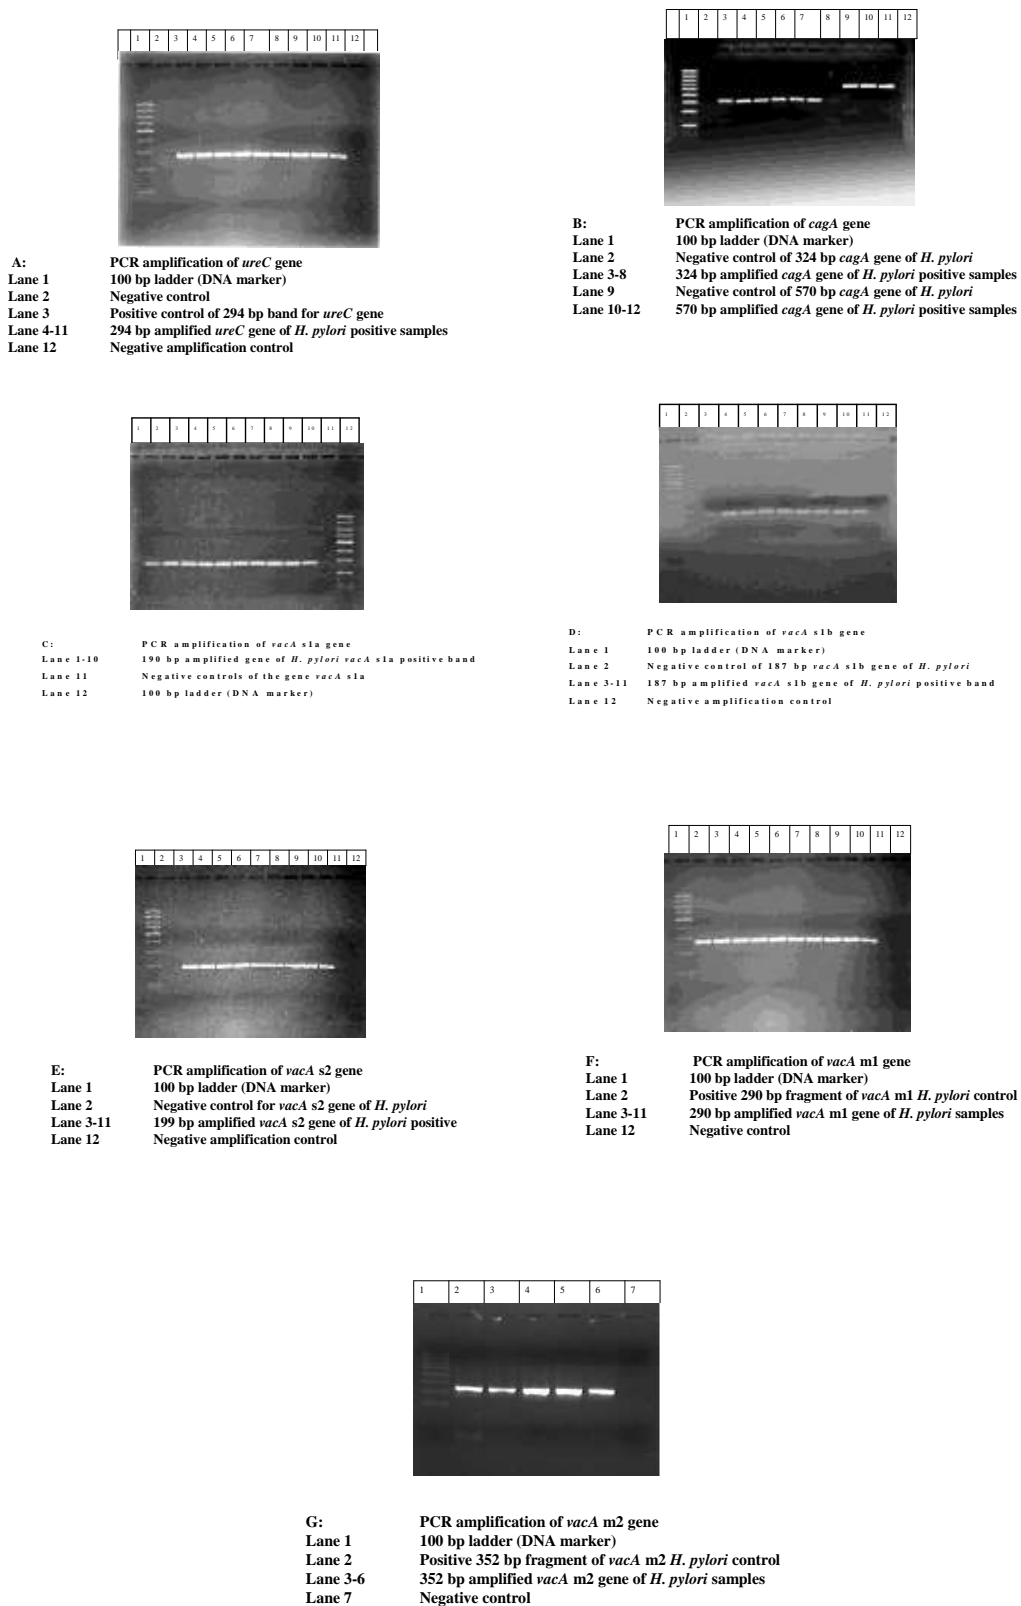 1 2 3 4 5 6 7 8 9 10 11 12
A: PCR amplification of ureC gene
Lane 1 100 bp ladder (DNA marker)
Lane 2 Negative control
Lane 3 Positive control of 294 bp band for ureC gene
Lane 4-11 294 bp amplified ureC gene of H. pylori positive samples
Lane 12 Negative amplification control
1 2 3 4 5 6 7 8 9 10 11 12
B: PCR amplification of cagA gene
Lane 1 100 bp ladder (DNA marker)
Lane 2 Negative control of 324 bp cagA gene of H. pylori
Lane 3-8 324 bp amplified cagA gene of H. pylori positive samples
Lane 9 Negative control of 570 bp cagA gene of H. pylori
Lane 10-12 570 bp amplified cagA gene of H. pylori positive samples
1 2 3 4 5 6 7 8 9 10 11 12
C: PCR amplification of vacA s1a gene
Lane 1-10 190 bp amplified gene of H. pylori vacA s1a positive band
Lane 11 Negative controls of the gene vacA s1a
Lane 12 100 bp ladder (DNA marker)
1 2 3 4 5 6 7 8 9 10 11 12
D: PCR amplification of vacA s1b gene
Lane 1 100 bp ladder (DNA marker)
Lane 2 Negative control of 187 bp vacA s1b gene of H. pylori
Lane 3-11 187 bp amplified vacA s1b gene of H. pylori positive band
Lane 12 Negative amplification control
1 2 3 4 5 6 7 8 9 10 11 12
E: PCR amplification of vacA s2 gene
Lane 1 100 bp ladder (DNA marker)
Lane 2 Negative control for vacA s2 gene of H. pylori
Lane 3-11 199 bp amplified vacA s2 gene of H. pylori positive
Lane 12 Negative amplification control
1 2 3 4 5 6 7 8 9 10 11 12
F: PCR amplification of vacA m1 gene
Lane 1 100 bp ladder (DNA marker)
Lane 2 Positive 290 bp fragment of vacA m1 H. pylori control
Lane 3-11 290 bp amplified vacA m1 gene of H. pylori samples
Lane 12 Negative control
1 2 3 4 5 6 7
G: PCR amplification of vacA m2 gene
Lane 1 100 bp ladder (DNA marker)
Lane 2 Positive 352 bp fragment of vacA m2 H. pylori control
Lane 3-6 352 bp amplified vacA m2 gene of H. pylori samples
Lane 7 Negative control